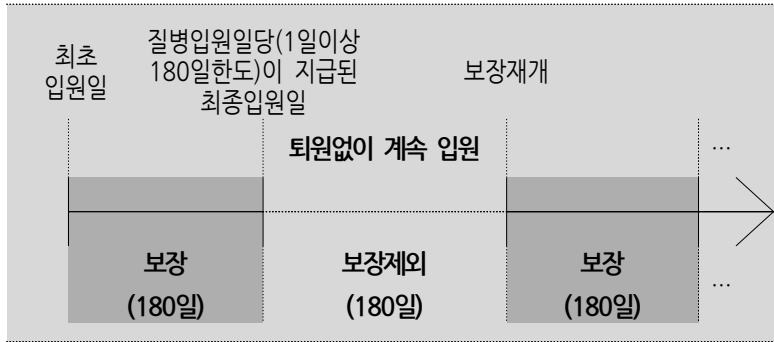 최초
입원일
질병입원일당(1일이상
180일한도)이 지급된
최종입원일
보장재개
퇴원없이 계속 입원
…
보장
(180일)
보장제외
(180일)
보장
(180일)
…